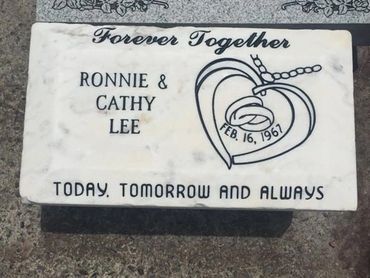 Forever Together
RONNIE &
CATHY
LEE
FEB. 16, 1967
TODAY, TOMORROW AND ALWAYS